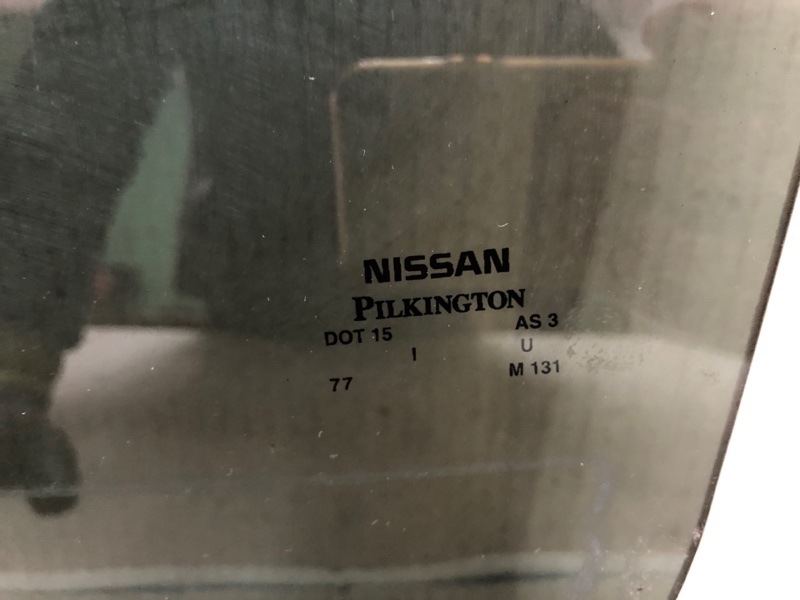 NISSAN
PILKINGTON
DOT 15 AS 3
I U
77 M 131